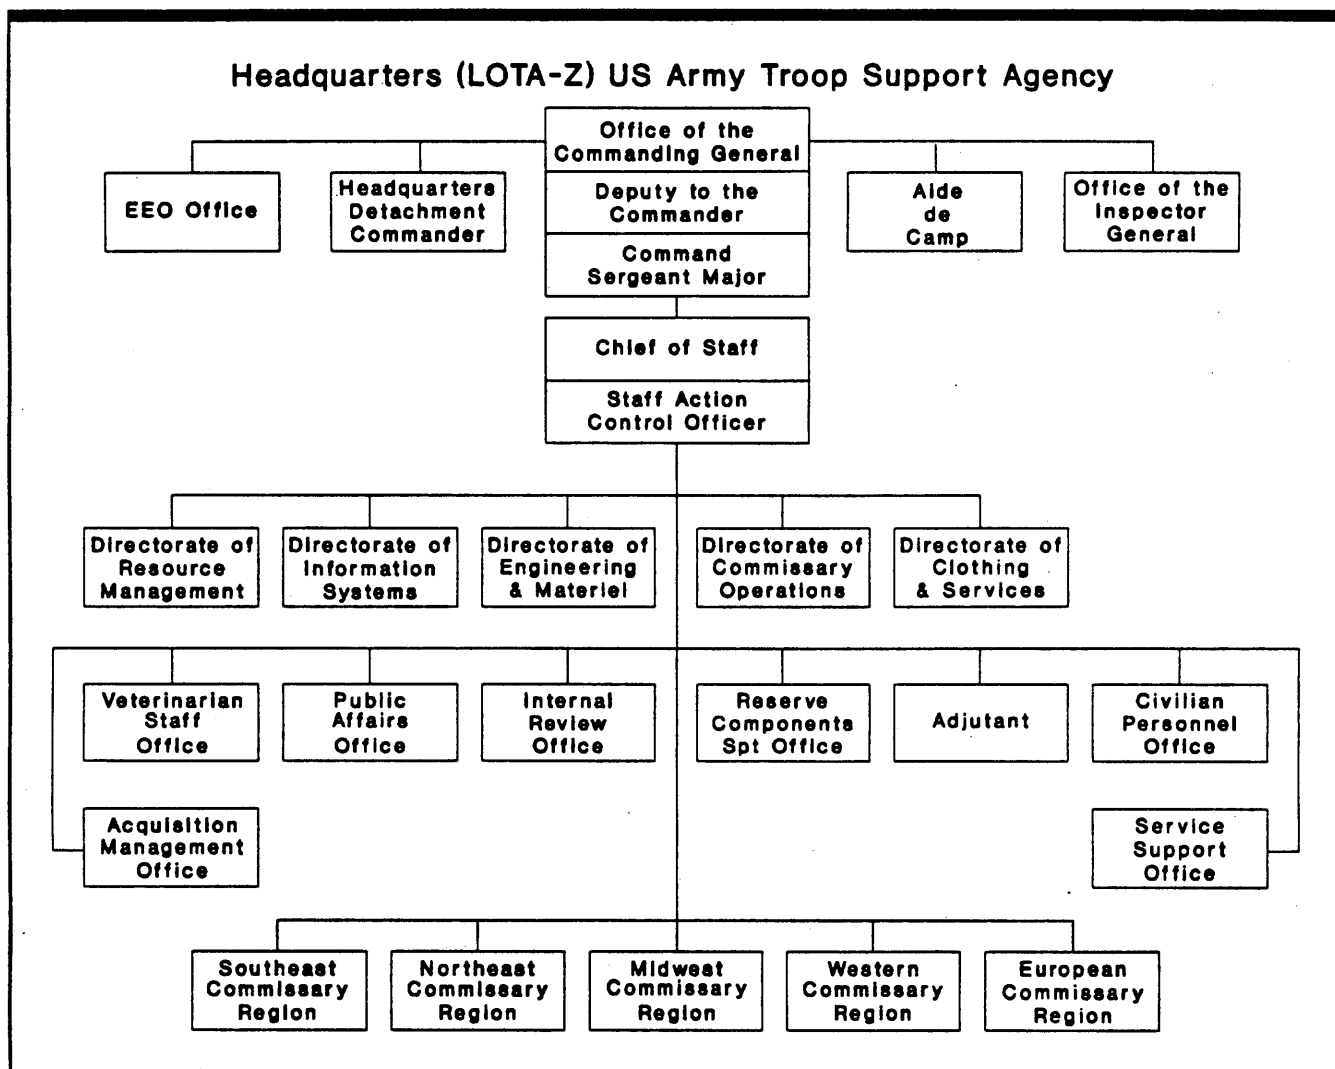 Headquarters (LOTA-Z) US Army Troop Support Agency
Office of the
Commanding General
Deputy to the
Commander
Command
Sergeant Major
EEO Office
Headquarters
Detachment
Commander
Aide
de
Camp
Office of the
Inspector
General
Chief of Staff
Staff Action
Control Officer
Directorate of
Resource
Management
Directorate of
Information
Systems
Directorate of
Engineering
& Materiel
Directorate of
Commissary
Operations
Directorate of
Clothing
& Services
Veterinarian
Staff
Office
Public
Affairs
Office
Internal
Review
Office
Reserve
Components
Spt Office
Adjutant
Civilian
Personnel
Office
Acquisition
Management
Office
Service
Support
Office
Southeast
Commissary
Region
Northeast
Commissary
Region
Midwest
Commissary
Region
Western
Commissary
Region
European
Commissary
Region